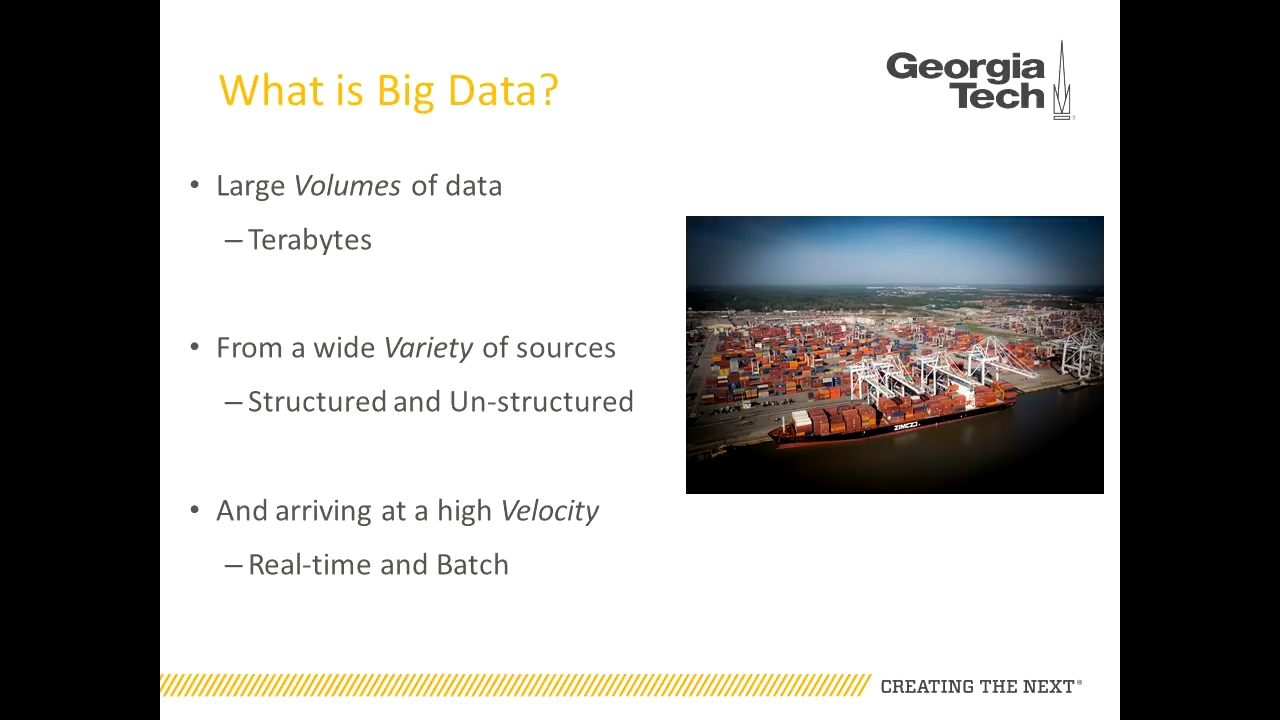 What is Big Data?
Georgia
Tech
• Large Volumes of data
– Terabytes
• From a wide Variety of sources
– Structured and Un-structured
• And arriving at a high Velocity
– Real-time and Batch
ZIM
CREATING THE NEXT®